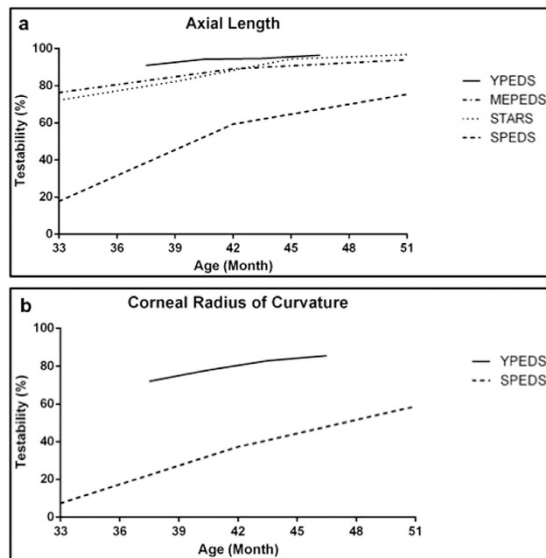 a
Axial Length
Testability (%)
100
80
60
40
20
0
33 36 39 42 45 48 51
Age (Month)
YPEDS
MEPEDS
STARS
SPEDS
b
Corneal Radius of Curvature
Testability (%)
100
80
60
40
20
0
33 36 39 42 45 48 51
Age (Month)
YPEDS
SPEDS